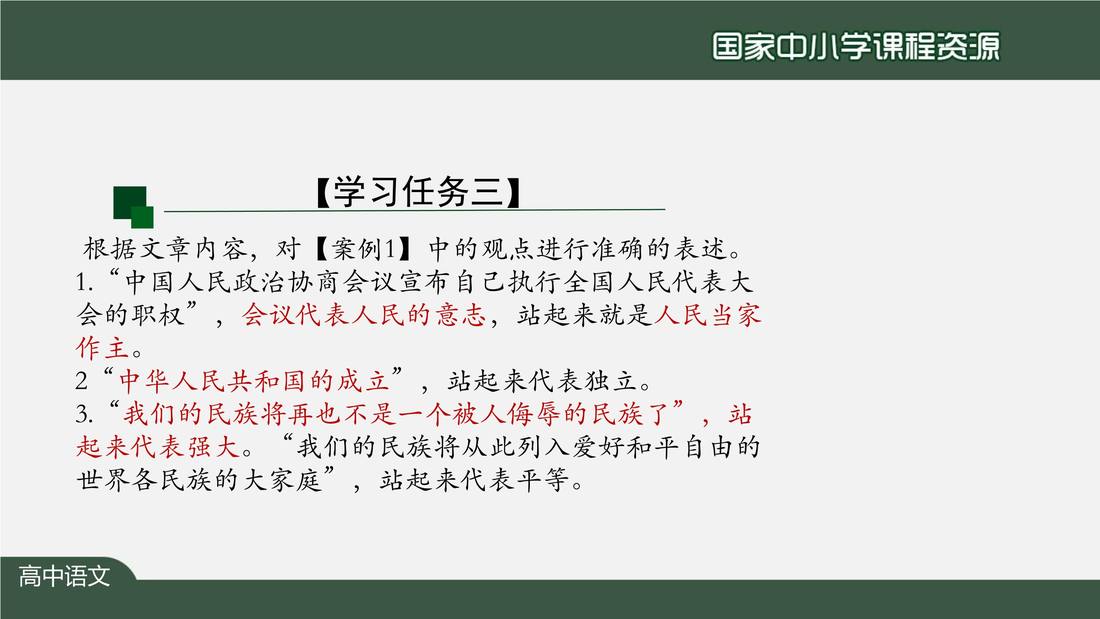 国家中小学课程资源
【学习任务三】
根据文章内容，对【案例1】中的观点进行准确的表述。
1.“中国人民政治协商会议宣布自己执行全国人民代表大
会的职权”，会议代表人民的意志，站起来就是人民当家
作主。
2“中华人民共和国的成立”，站起来代表独立。
3.“我们的民族将再也不是一个被人侮辱的民族了”，站
起来代表强大。“我们的民族将从此列入爱好和平自由的
世界各民族的大家庭”，站起来代表平等。
高中语文